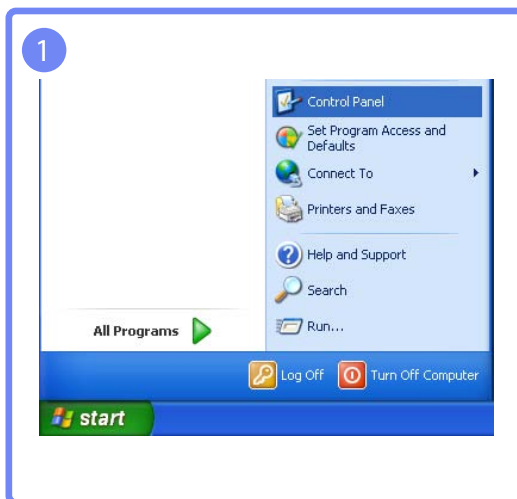 1
Control Panel
Set Program Access and
Defaults
Connect To
Printers and Faxes
Help and Support
Search
Run...
All Programs
Log Off
Turn Off Computer
start